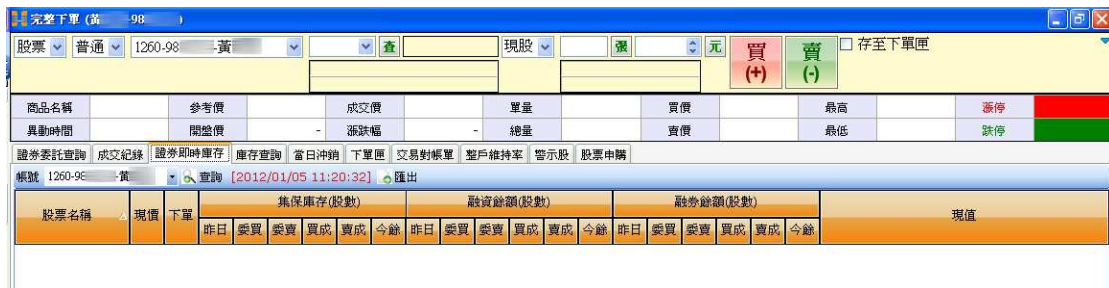 完整下單 (黃 -98 )
股票 普通 1260-98 -黃 查 現股 張 元 買 (+) 賣 (-) 存至下單匣
商品名稱 參考價 成交價 單量 買價 最高 漲停
異動時間 開盤價 - 漲跌幅 - 總量 賣價 最低 跌停
證券委託查詢 成交紀錄 證券即時庫存 庫存查詢 當日沖銷 下單匣 交易對帳單 整戶維持率 警示股 股票申購
帳號 1260-98 -黃 查詢 [2012/01/05 11:20:32] 匯出
股票名稱 現價 下單 集保庫存(股數) 融資餘額(股數) 融券餘額(股數) 現值
昨日 委買 委賣 買成 賣成 今餘 昨日 委買 委賣 買成 賣成 今餘 昨日 委買 委賣 買成 賣成 今餘